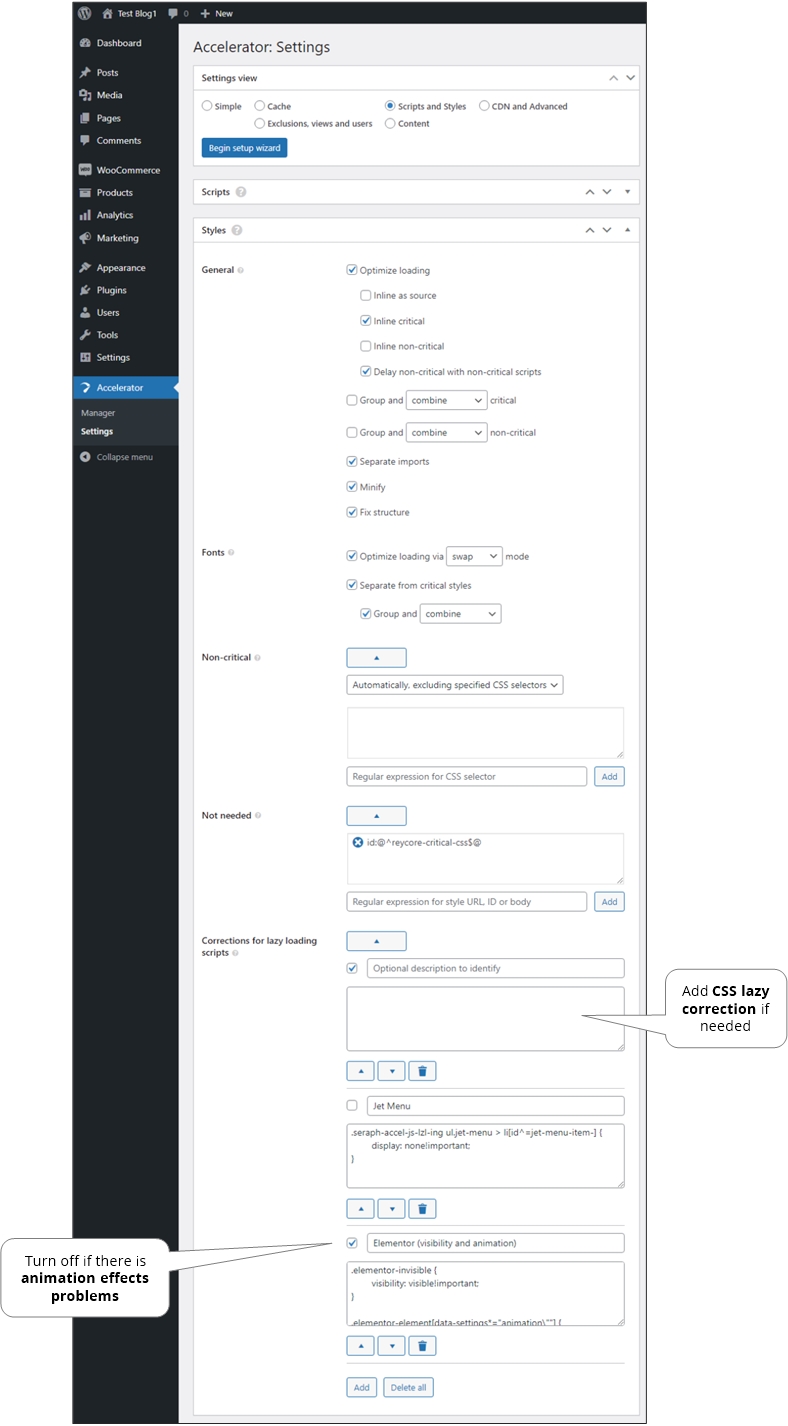 Test Blog1 0 New
Dashboard
Posts
Media
Pages
Comments
WooCommerce
Products
Analytics
Marketing
Appearance
Plugins
Users
Tools
Settings
Accelerator
Manager
Settings
Collapse menu
Accelerator: Settings
Settings view
Simple Cache Scripts and Styles CDN and Advanced
Exclusions, views and users Content
Begin setup wizard
Scripts ?
Styles ?
General
Optimize loading
Inline as source
Inline critical
Inline non-critical
Delay non-critical with non-critical scripts
Group and combine critical
Group and combine non-critical
Separate imports
Minify
Fix structure
Fonts
Optimize loading via swap mode
Separate from critical styles
Group and combine
Non-critical
Automatically, excluding specified CSS selectors
Regular expression for CSS selector Add
Not needed
id:@^reycore-critical-css$@
Regular expression for style URL, ID or body Add
Corrections for lazy loading
scripts
Optional description to identify
Add CSS lazy
correction if
needed
Jet Menu
.seraph-accel-js-lzl-ing ul.jet-menu > li[id^=jet-menu-item-] {
display: none!important;
}
Turn off if there is
animation effects
problems
Elementor (visibility and animation)
.elementor-invisible {
visibility: visible!important;
}
.elementor-element[data-settings*="animation\""] {
Add Delete all